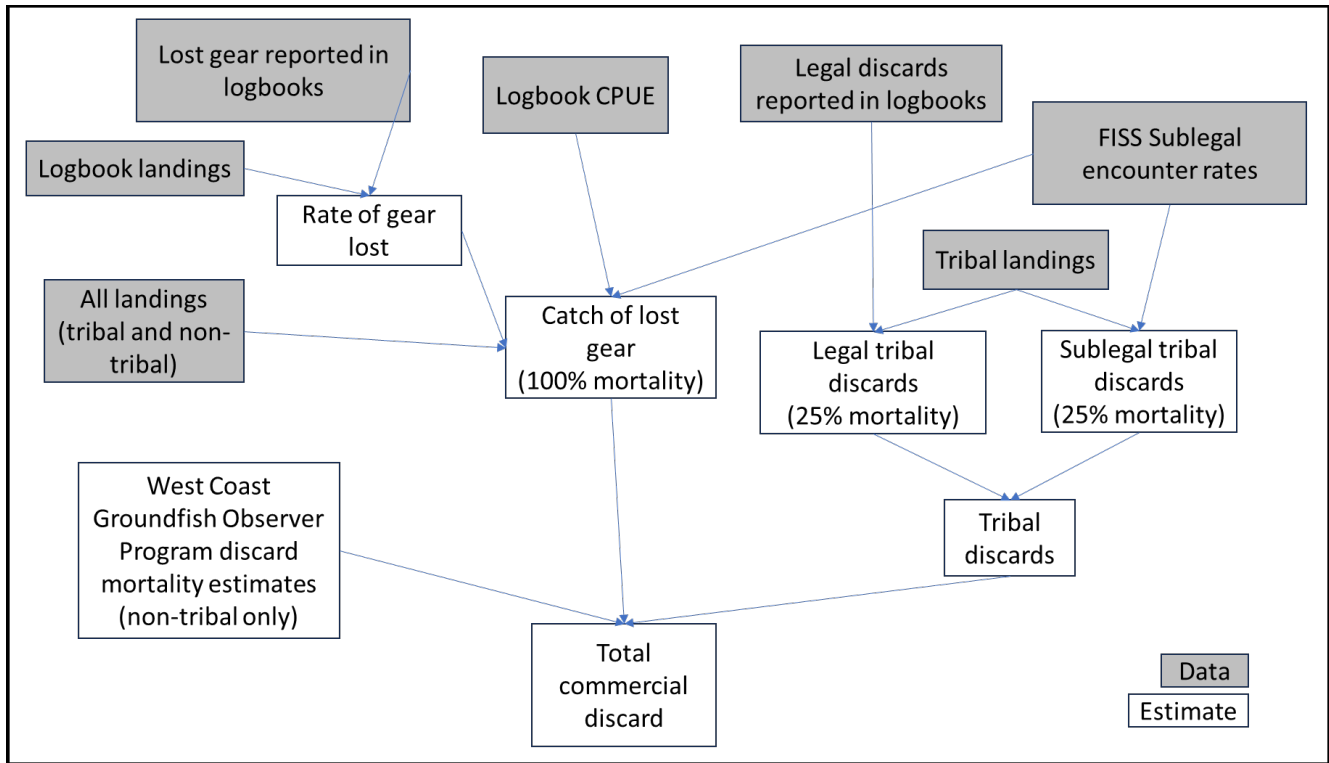 Lost gear reported in
logbooks
Logbook CPUE
Legal discards
reported in logbooks
FISS Sublegal
encounter rates
Logbook landings
Rate of gear
lost
Tribal landings
All landings
(tribal and non-
tribal)
Catch of lost
gear
(100% mortality)
Legal tribal
discards
(25% mortality)
Sublegal tribal
discards
(25% mortality)
West Coast
Groundfish Observer
Program discard
mortality estimates
(non-tribal only)
Tribal
discards
Total
commercial
discard
Data
Estimate